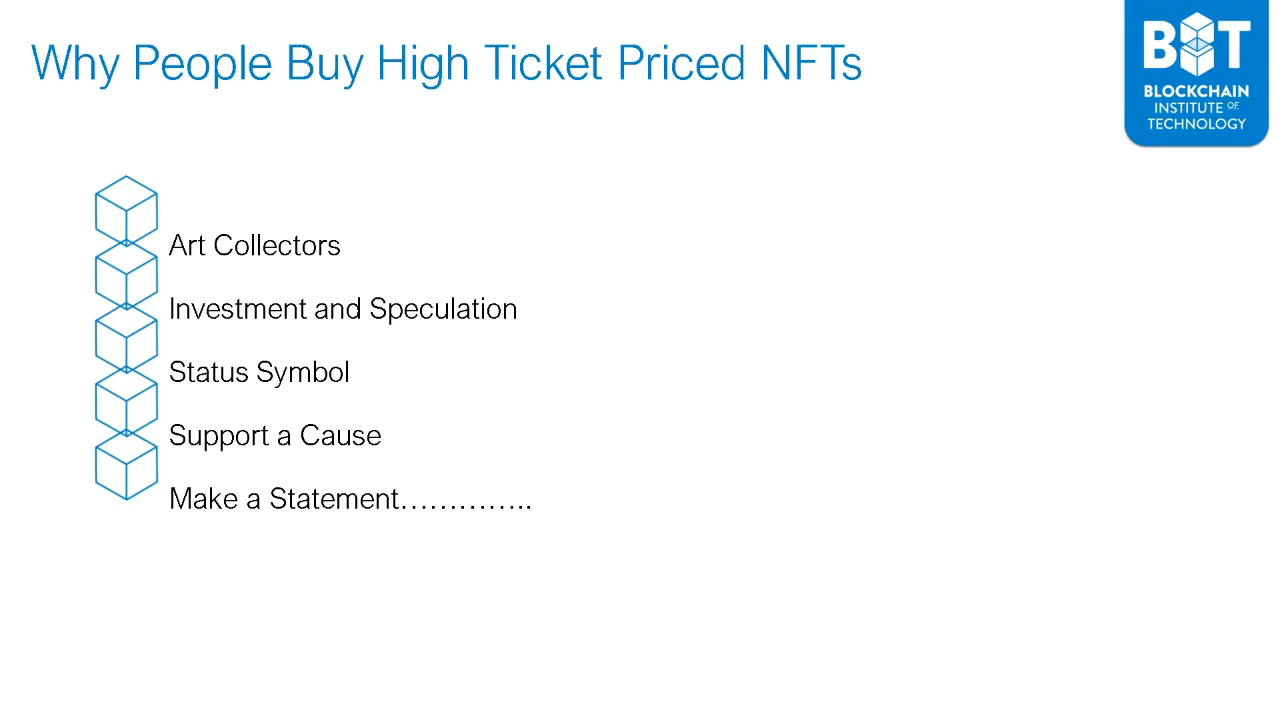 Why People Buy High Ticket Priced NFTs
BIT
BLOCKCHAIN
INSTITUTE OF
TECHNOLOGY
Art Collectors
Investment and Speculation
Status Symbol
Support a Cause
Make a Statement…………..